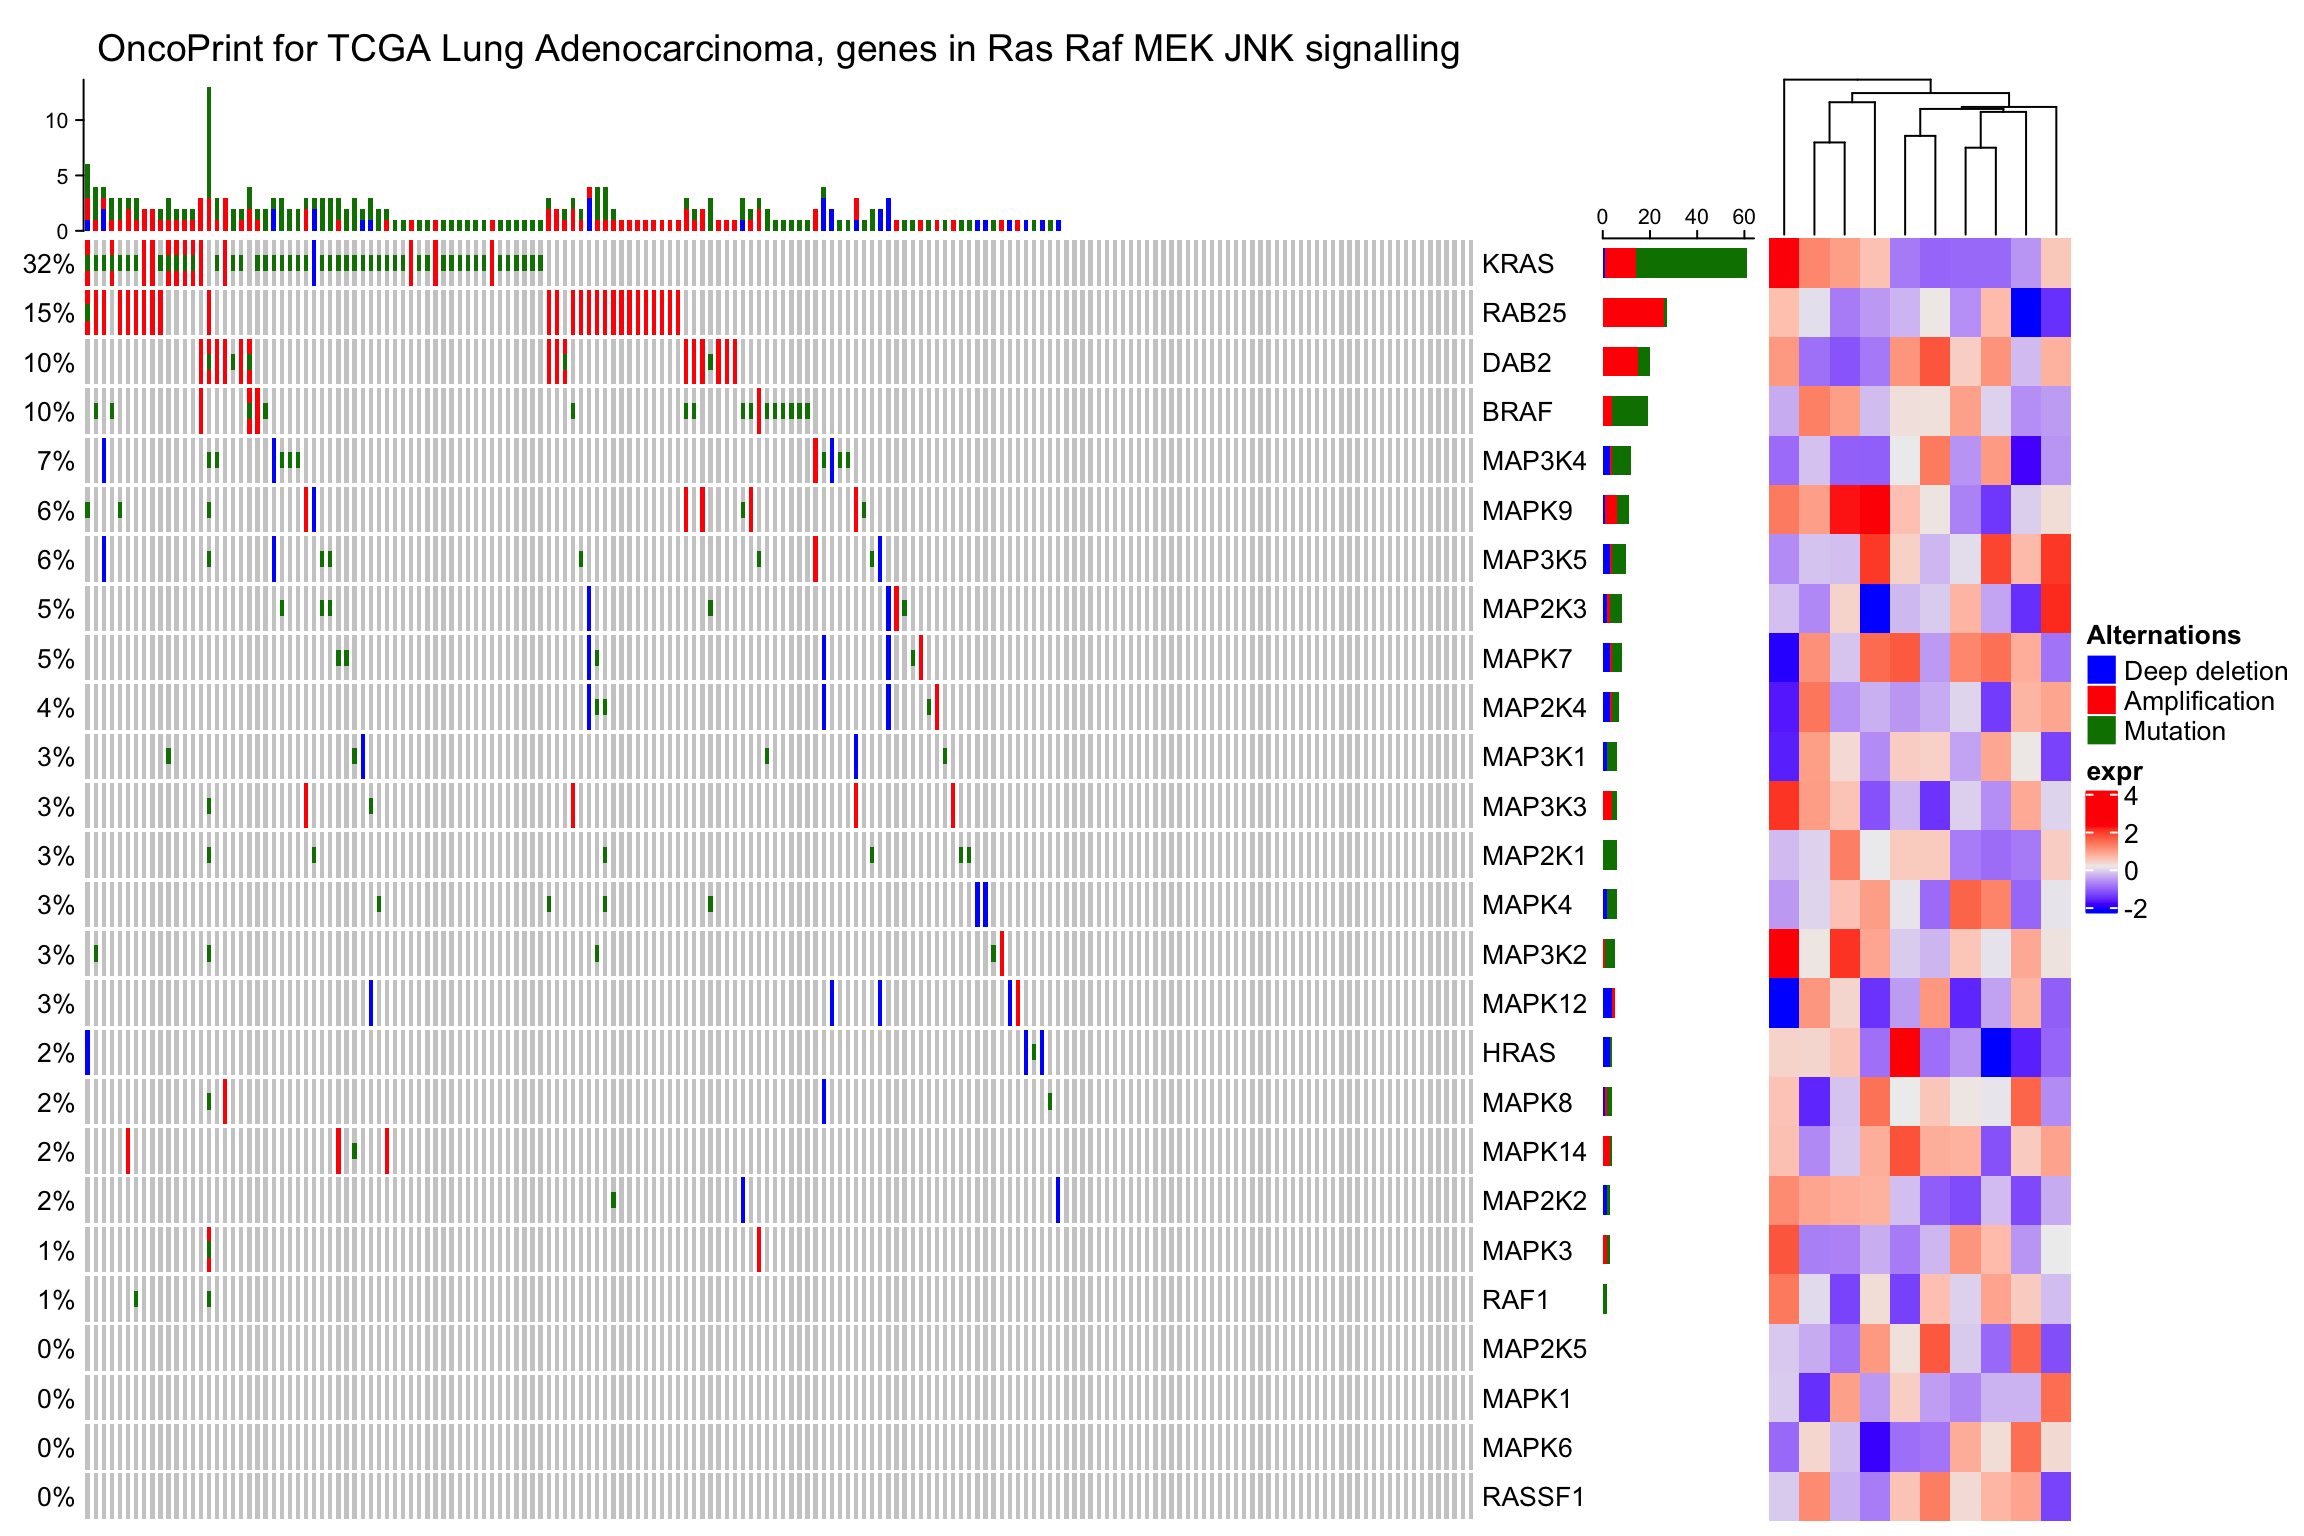 OncoPrint for TCGA Lung Adenocarcinoma, genes in Ras Raf MEK JNK signalling
10
5
0
0 20 40 60
32% KRAS
15% RAB25
10% DAB2
10% BRAF
7% MAP3K4
6% MAPK9
6% MAP3K5
5% MAP2K3
5% MAPK7
4% MAP2K4
3% MAP3K1
3% MAP3K3
3% MAP2K1
3% MAPK4
3% MAP3K2
3% MAPK12
2% HRAS
2% MAPK8
2% MAPK14
2% MAP2K2
1% MAPK3
1% RAF1
0% MAP2K5
0% MAPK1
0% MAPK6
0% RASSF1
Alternations
Deep deletion
Amplification
Mutation
expr
4
2
0
-2